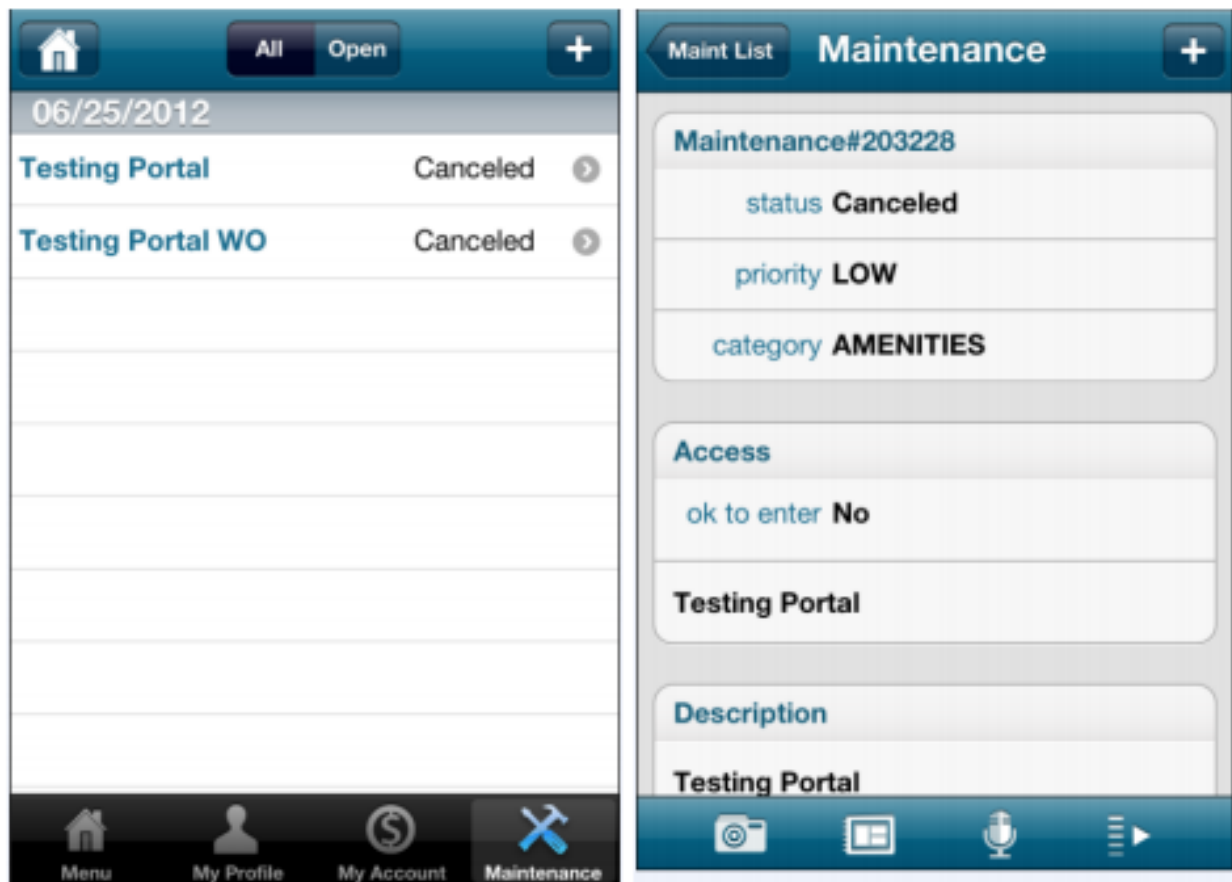 All Open
06/25/2012
Testing Portal Canceled
Testing Portal WO Canceled
Menu My Profile My Account Maintenance
Maint List Maintenance
Maintenance#203228
status Canceled
priority LOW
category AMENITIES
Access
ok to enter No
Testing Portal
Description
Testing Portal